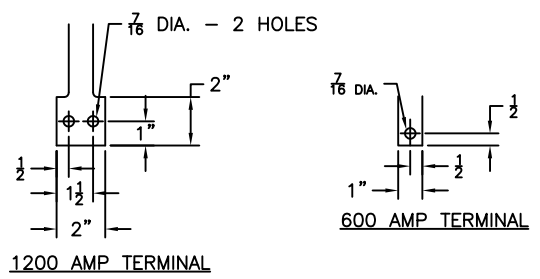 7/16 DIA. - 2 HOLES
2"
1"
1/2
1 1/2
2"
1200 AMP TERMINAL
7/16 DIA.
1/2
1/2
1"
600 AMP TERMINAL